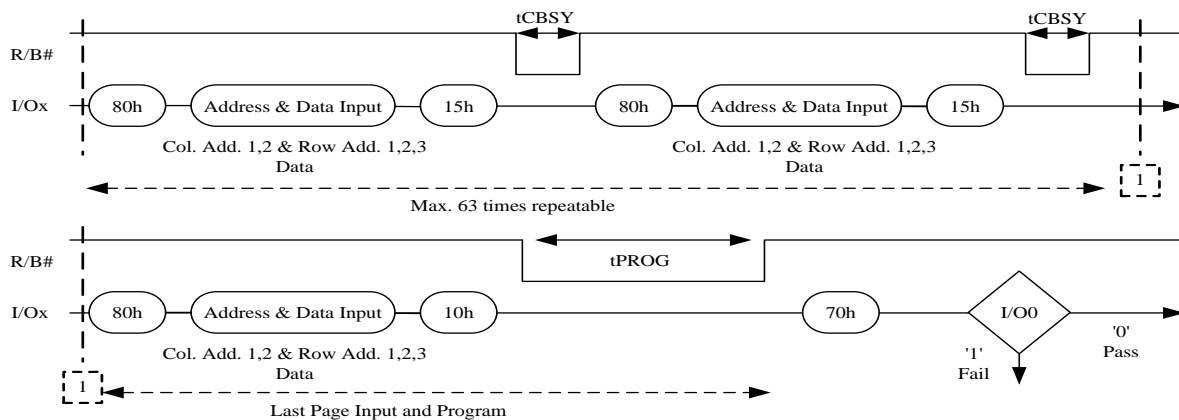 tCBSY tCBSY
R/B#
I/Ox 80h Address & Data Input 15h 80h Address & Data Input 15h
Col. Add. 1,2 & Row Add. 1,2,3 Col. Add. 1,2 & Row Add. 1,2,3
Data Data
1
Max. 63 times repeatable
R/B#
tPROG
I/Ox 80h Address & Data Input 10h 70h I/O0
'0'
Pass
Col. Add. 1,2 & Row Add. 1,2,3
Data
'1'
Fail
1
Last Page Input and Program